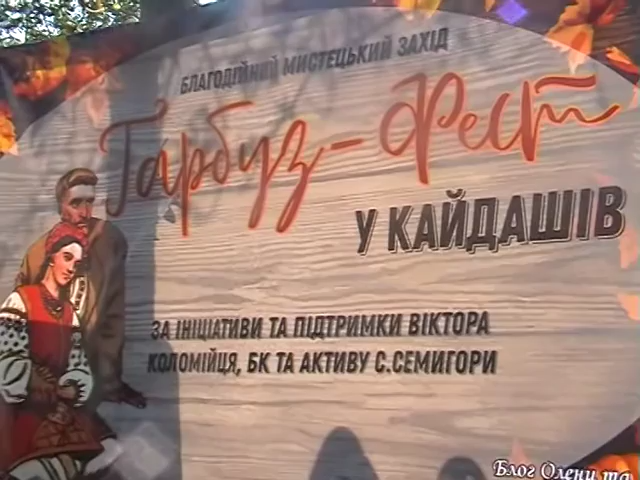 БЛАГОДІЙНИЙ МИСТЕЦЬКИЙ ЗАХІД
Гарбуз-Фест
У КАЙДАШІВ
ЗА ІНІЦІАТИВИ ТА ПІДТРИМКИ ВІКТОРА
КОЛОМІЙЦЯ, БК ТА АКТИВУ С.СЕМИГОРИ
Блог Олени та